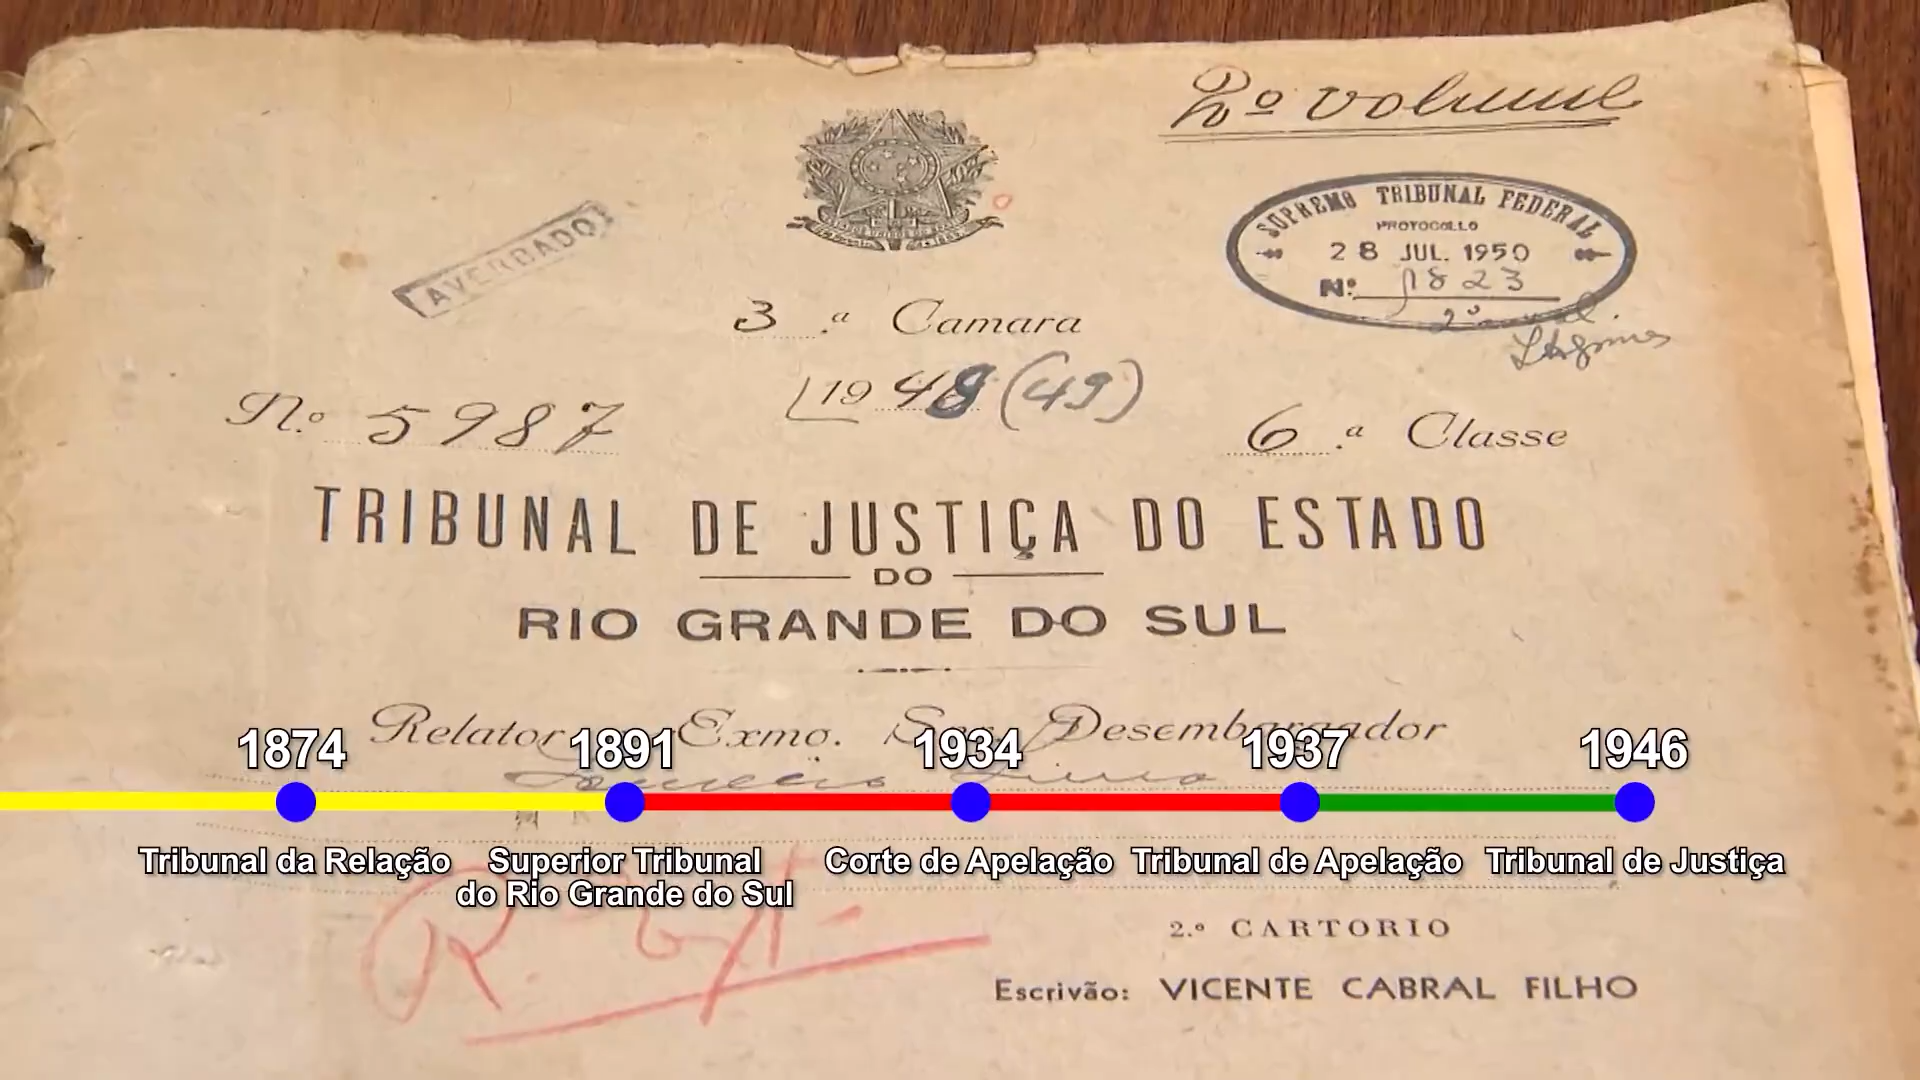 2º volume
SUPREMO TRIBUNAL FEDERAL
PROTOCOLLO
28 JUL. 1950
Nº 1823
2º vol.
AVERBADO
3.ª Camara
1948 (49)
N.º 5987
6.ª Classe
TRIBUNAL DE JUSTIÇA DO ESTADO
DO
RIO GRANDE DO SUL
Relator Exmo. Snr. Desembargador
1874 1891 1934 1937 1946
Tribunal da Relação
Superior Tribunal
do Rio Grande do Sul
Corte de Apelação
Tribunal de Apelação
Tribunal de Justiça
2.º CARTORIO
Escrivão: VICENTE CABRAL FILHO